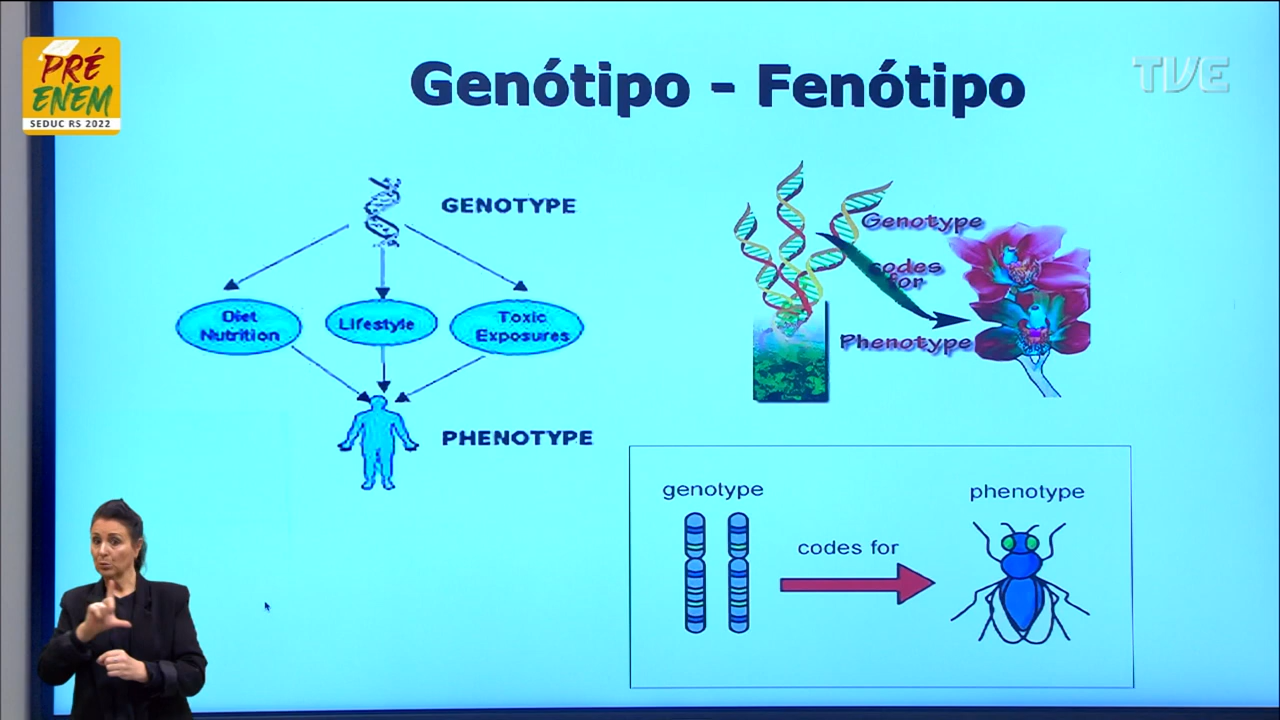 PRÉ
ENEM
SEDUC RS 2022
Genótipo - Fenótipo
TVE
GENOTYPE
Diet
Nutrition
Lifestyle
Toxic
Exposures
PHENOTYPE
Genotype
codes
for
Phenotype
genotype
phenotype
codes for